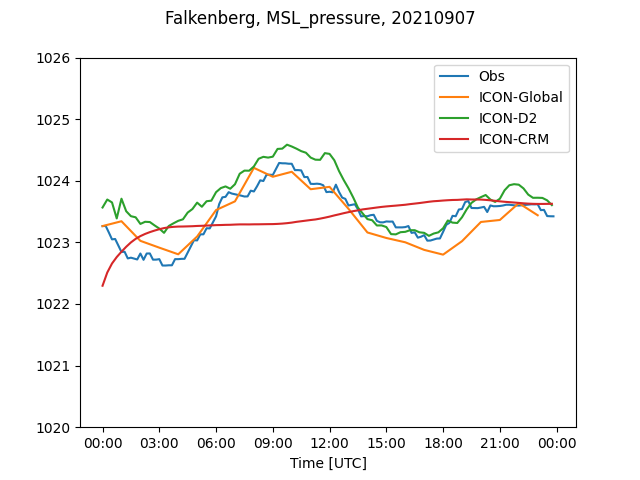 Falkenberg, MSL_pressure, 20210907
Obs
ICON-Global
ICON-D2
ICON-CRM
1026
1025
1024
1023
1022
1021
1020
00:00 03:00 06:00 09:00 12:00 15:00 18:00 21:00 00:00
Time [UTC]